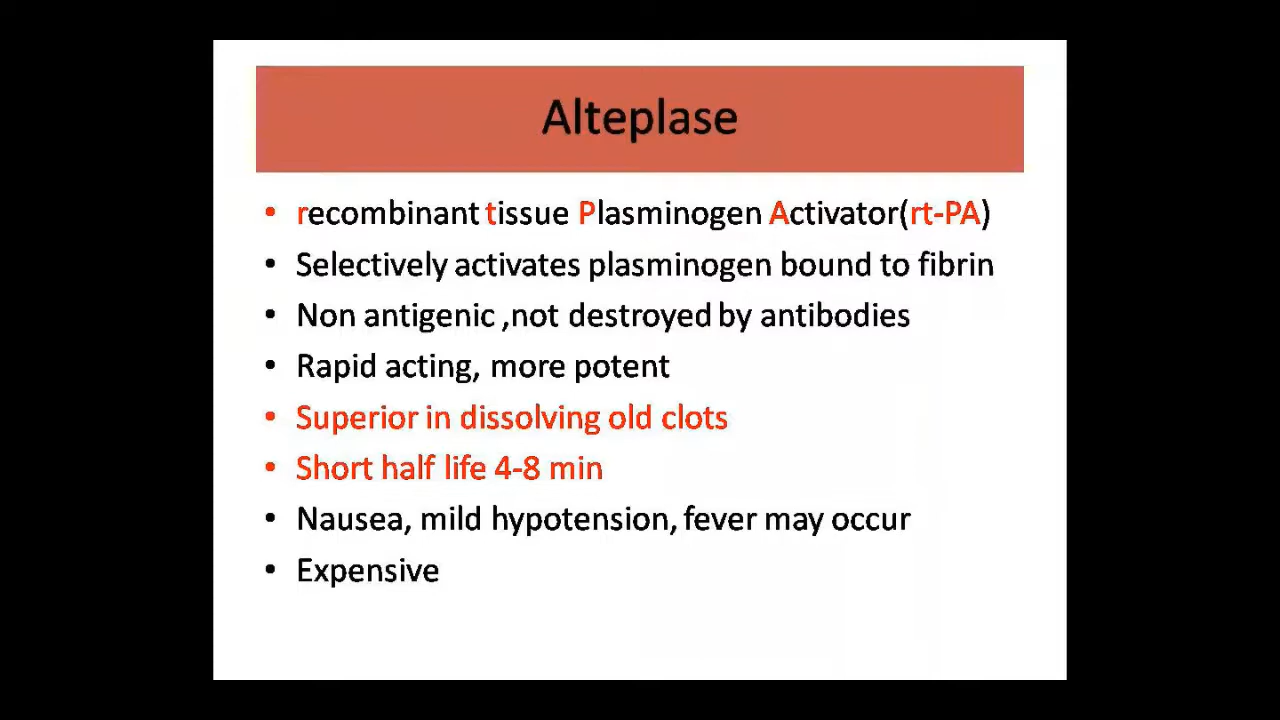 Alteplase
• recombinant tissue Plasminogen Activator(rt-PA)
• Selectively activates plasminogen bound to fibrin
• Non antigenic ,not destroyed by antibodies
• Rapid acting, more potent
• Superior in dissolving old clots
• Short half life 4-8 min
• Nausea, mild hypotension, fever may occur
• Expensive